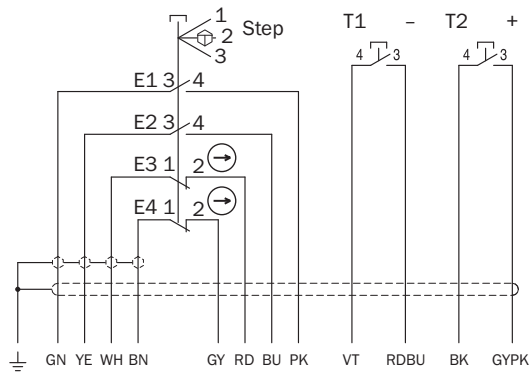 1
2 Step
3
T1 – T2 +
4 3 4 3
E1 3 4
E2 3 4
E3 1 2
E4 1 2
GN YE WH BN GY RD BU PK VT RDBU BK GYPK